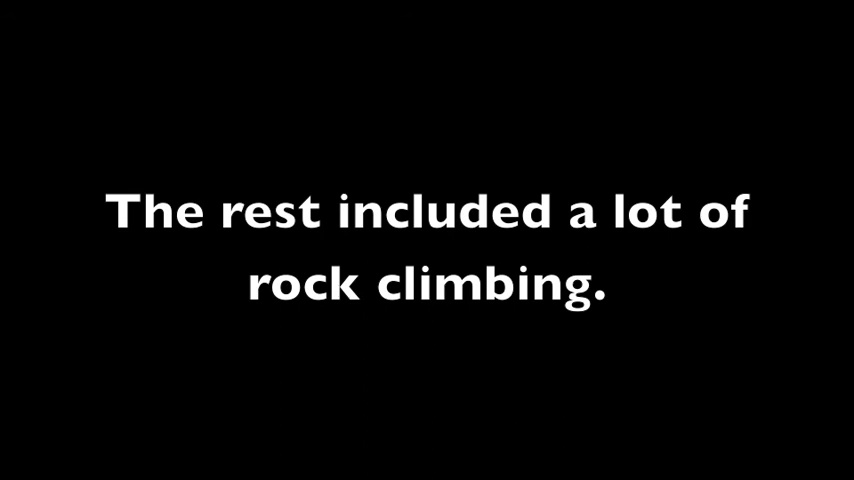 The rest included a lot of
rock climbing.